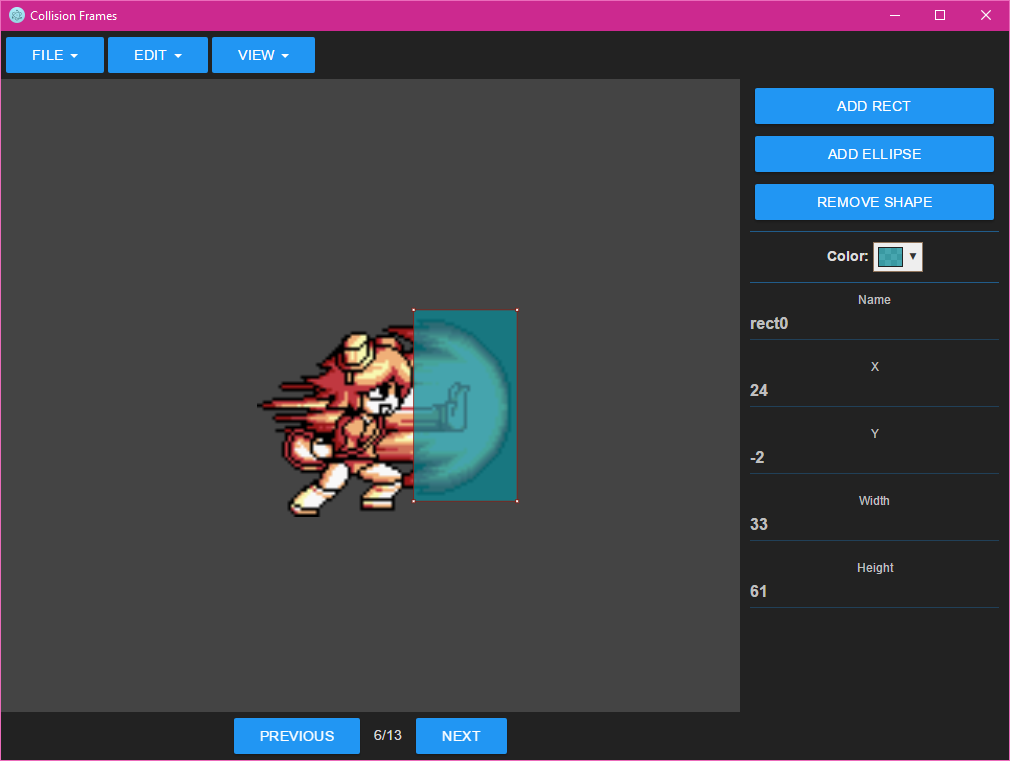 Collision Frames
FILE EDIT VIEW
ADD RECT
ADD ELLIPSE
REMOVE SHAPE
Color:
Name
rect0
X
24
Y
-2
Width
33
Height
61
PREVIOUS 6/13 NEXT